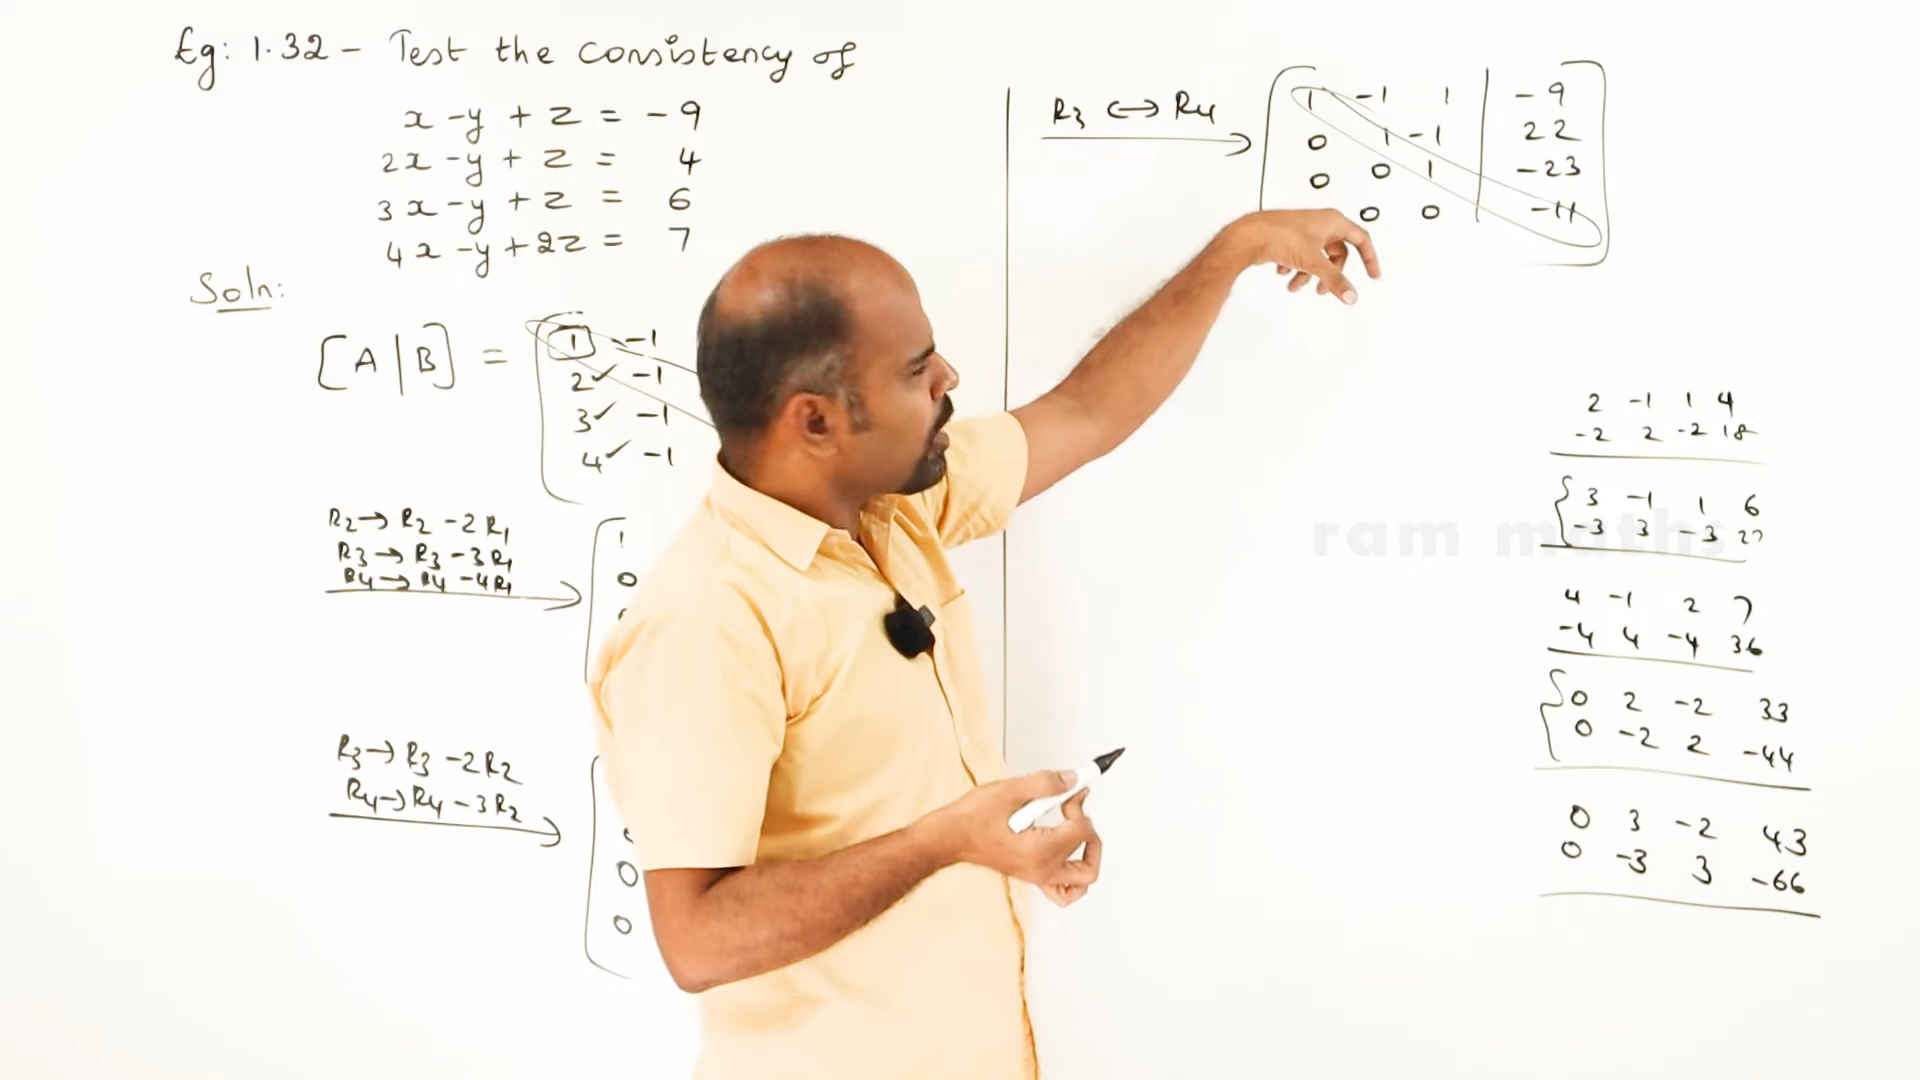 Eg: 1.32 - Test the consistency of
x - y + z = - 9
2x - y + z = 4
3x - y + z = 6
4x - y + 2z = 7
Soln:
[A | B] = 1 -1
2 ✓ -1
3 ✓ -1
4 ✓ -1
R2 → R2 - 2R1
R3 → R3 - 3R1
R4 → R4 - 4R1
1
0
R3 → R3 - 2R2
R4 → R4 - 3R2
0
0
R3 ↔ R4
1 -1 1 | -9
0 1 -1 | 22
0 0 1 | -23
0 0 | -11
2 -1 1 4
-2 2 -2 18
3 -1 1 6
-3 3 -3 27
ram maths
4 -1 2 7
-4 4 -4 36
0 2 -2 33
0 -2 2 -44
0 3 -2 43
0 -3 3 -66